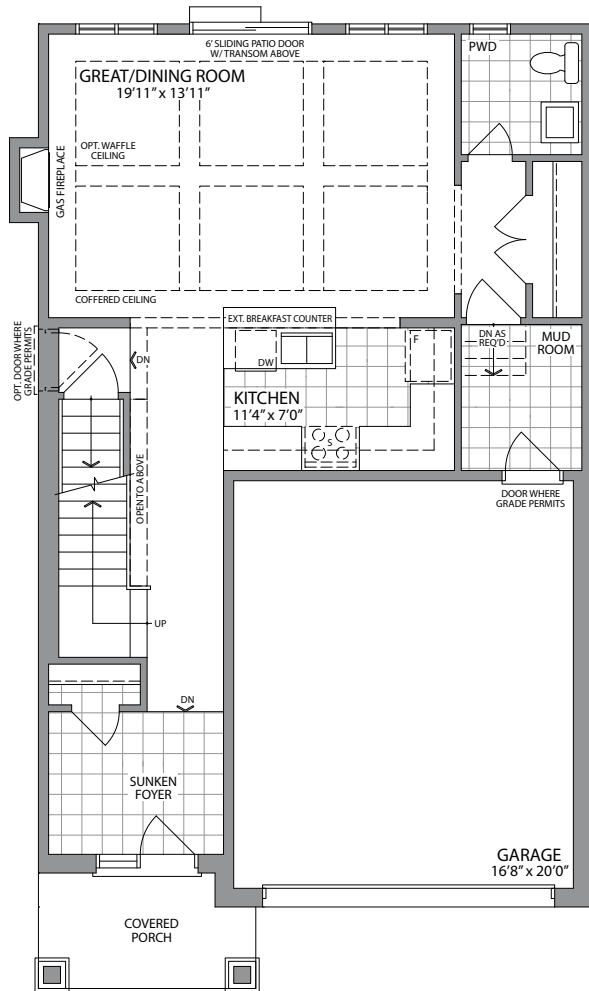 6' SLIDING PATIO DOOR
W/ TRANSOM ABOVE
PWD
GREAT/DINING ROOM
19'11" x 13'11"
OPT. WAFFLE
CEILING
GAS FIREPLACE
COFFERED CEILING
EXT. BREAKFAST COUNTER
OPT. DOOR WHERE
GRADE PERMITS
DN
DW
F
DN AS
REQ'D
MUD
ROOM
KITCHEN
11'4" x 7'0"
S
OPEN TO ABOVE
DOOR WHERE
GRADE PERMITS
UP
DN
SUNKEN
FOYER
GARAGE
16'8" x 20'0"
COVERED
PORCH